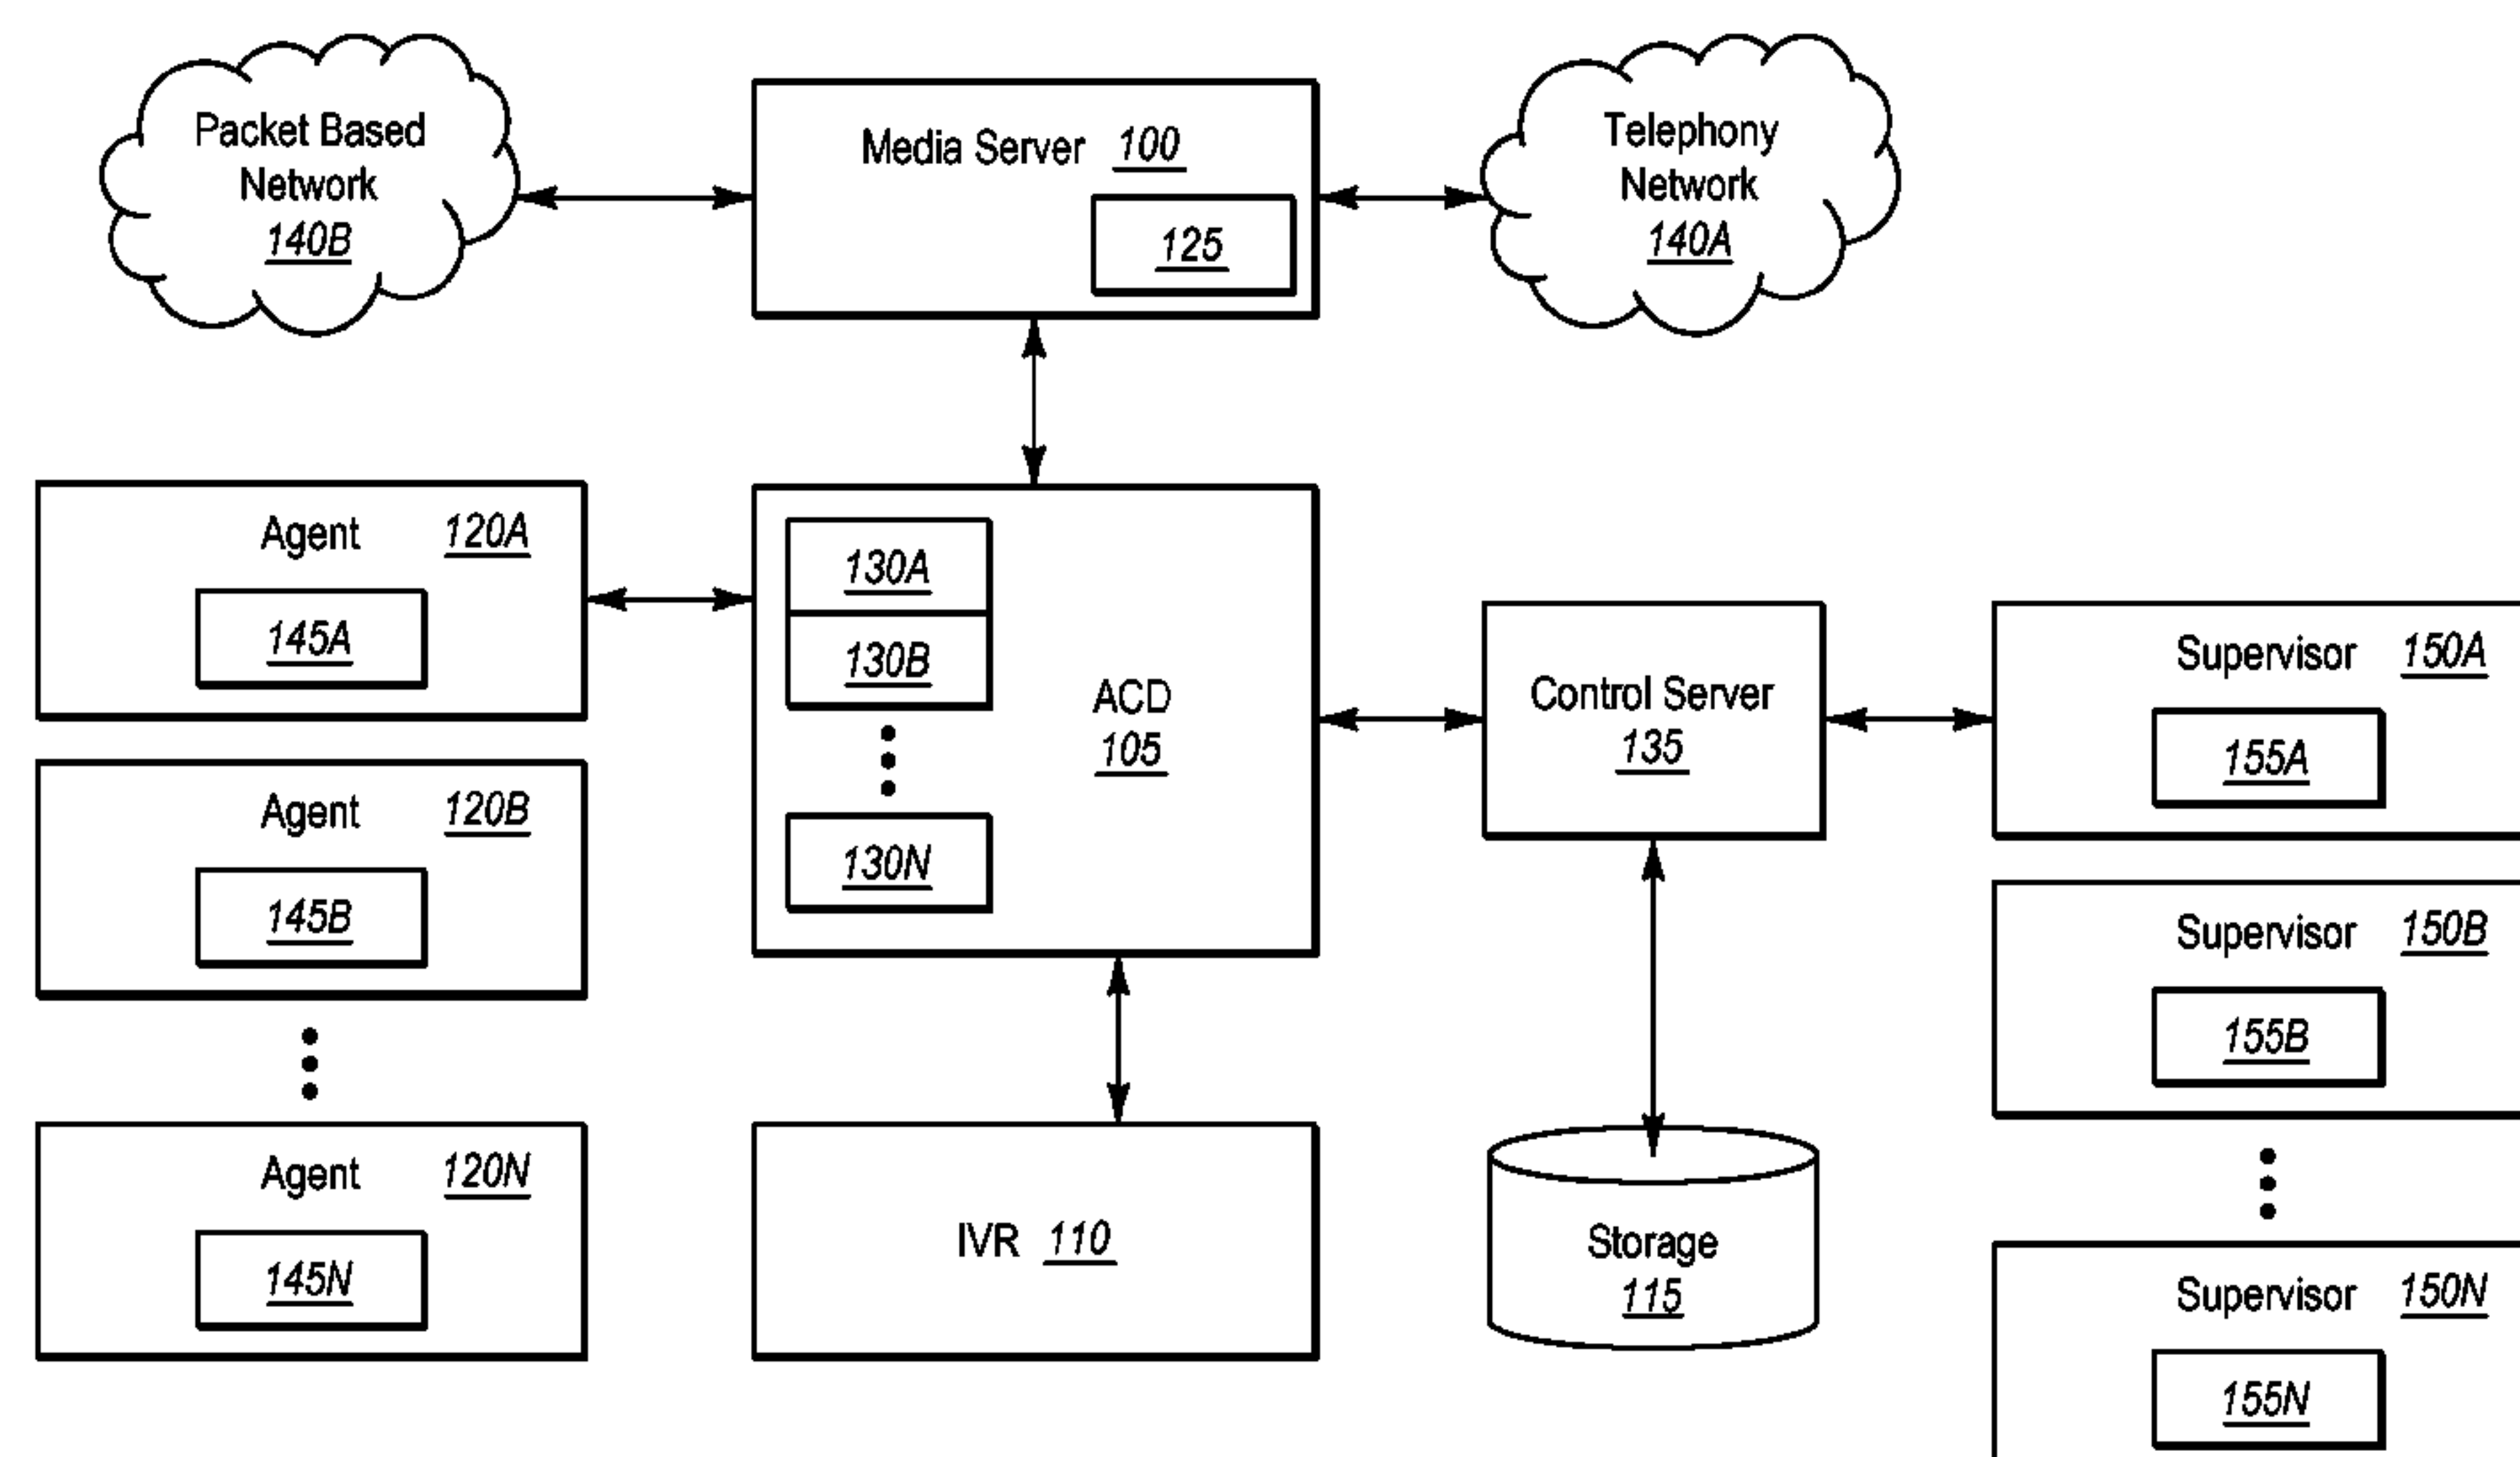 Packet Based
Network
140B
Media Server 100
125
Telephony
Network
140A
Agent 120A
145A
Agent 120B
145B
Agent 120N
145N
130A
130B
130N
ACD
105
IVR 110
Control Server
135
Storage
115
Supervisor 150A
155A
Supervisor 150B
155B
Supervisor 150N
155N